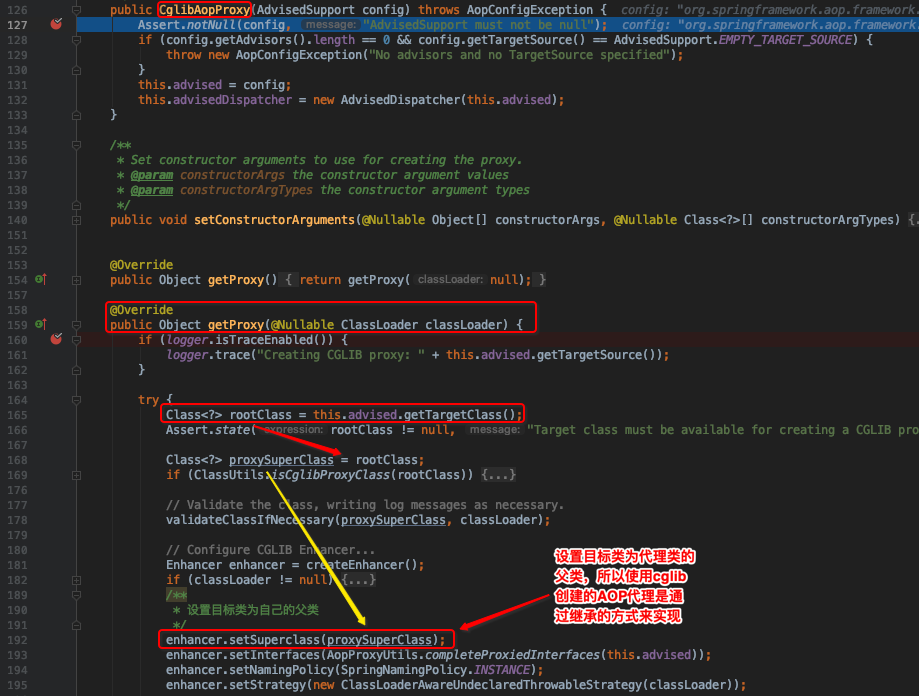 126 public CglibAopProxy(AdvisedSupport config) throws AopConfigException { config: "org.springframework.aop.framework.
127 Assert.notNull(config, message: "AdvisedSupport must not be null"); config: "org.springframework.aop.framework.
128 if (config.getAdvisors().length == 0 && config.getTargetSource() == AdvisedSupport.EMPTY_TARGET_SOURCE) {
129 throw new AopConfigException("No advisors and no TargetSource specified");
130 }
131 this.advised = config;
132 this.advisedDispatcher = new AdvisedDispatcher(this.advised);
133 }
134
135 /**
136 * Set constructor arguments to use for creating the proxy.
137 * @param constructorArgs the constructor argument values
138 * @param constructorArgTypes the constructor argument types
139 */
140 public void setConstructorArguments(@Nullable Object[] constructorArgs, @Nullable Class<?>[] constructorArgTypes) {.
151
152
153 @Override
154 public Object getProxy() { return getProxy( classLoader: null); }
157
158 @Override
159 public Object getProxy(@Nullable ClassLoader classLoader) {
160 if (logger.isTraceEnabled()) {
161 logger.trace("Creating CGLIB proxy: " + this.advised.getTargetSource());
162 }
163
164 try {
165 Class<?> rootClass = this.advised.getTargetClass();
166 Assert.state( expression: rootClass != null, message: "Target class must be available for creating a CGLIB pro
167
168 Class<?> proxySuperClass = rootClass;
169 if (ClassUtils.isCglibProxyClass(rootClass)) {...}
176
177 // Validate the class, writing log messages as necessary.
178 validateClassIfNecessary(proxySuperClass, classLoader);
179
180 // Configure CGLIB Enhancer...
181 Enhancer enhancer = createEnhancer();
182 if (classLoader != null) {...}
189 /**
190 * 设置目标类为自己的父类
191 */
192 enhancer.setSuperclass(proxySuperClass);
193 enhancer.setInterfaces(AopProxyUtils.completeProxiedInterfaces(this.advised));
194 enhancer.setNamingPolicy(SpringNamingPolicy.INSTANCE);
195 enhancer.setStrategy(new ClassLoaderAwareUndeclaredThrowableStrategy(classLoader));
设置目标类为代理类的
父类，所以使用cglib
创建的AOP代理是通
过继承的方式来实现